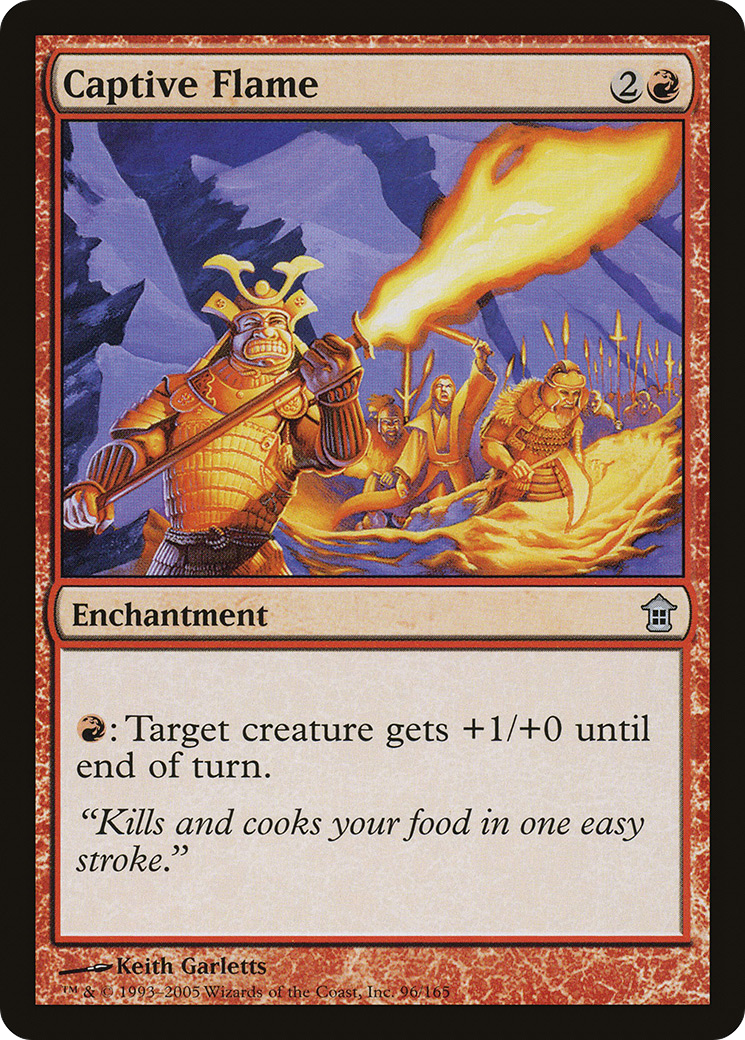 Captive Flame 2
Enchantment
: Target creature gets +1/+0 until
end of turn.
“Kills and cooks your food in one easy
stroke.”
Keith Garletts
™ & © 1993–2005 Wizards of the Coast, Inc. 96/165